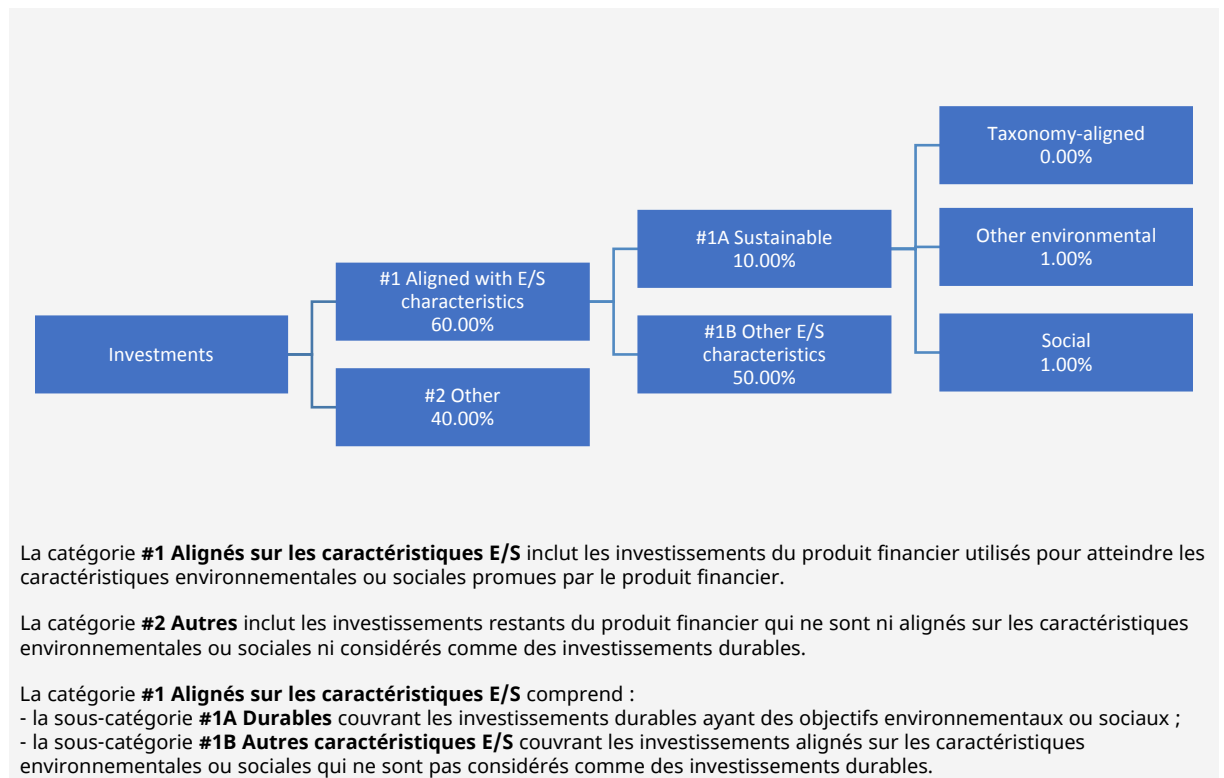 Taxonomy-aligned
0.00%
#1A Sustainable
10.00%
Other environmental
1.00%
#1 Aligned with E/S
characteristics
60.00%
Investments
#1B Other E/S
characteristics
50.00%
Social
1.00%
#2 Other
40.00%
La catégorie #1 Alignés sur les caractéristiques E/S inclut les investissements du produit financier utilisés pour atteindre les
caractéristiques environnementales ou sociales promues par le produit financier.
La catégorie #2 Autres inclut les investissements restants du produit financier qui ne sont ni alignés sur les caractéristiques
environnementales ou sociales ni considérés comme des investissements durables.
La catégorie #1 Alignés sur les caractéristiques E/S comprend :
- la sous-catégorie #1A Durables couvrant les investissements durables ayant des objectifs environnementaux ou sociaux ;
- la sous-catégorie #1B Autres caractéristiques E/S couvrant les investissements alignés sur les caractéristiques
environnementales ou sociales qui ne sont pas considérés comme des investissements durables.